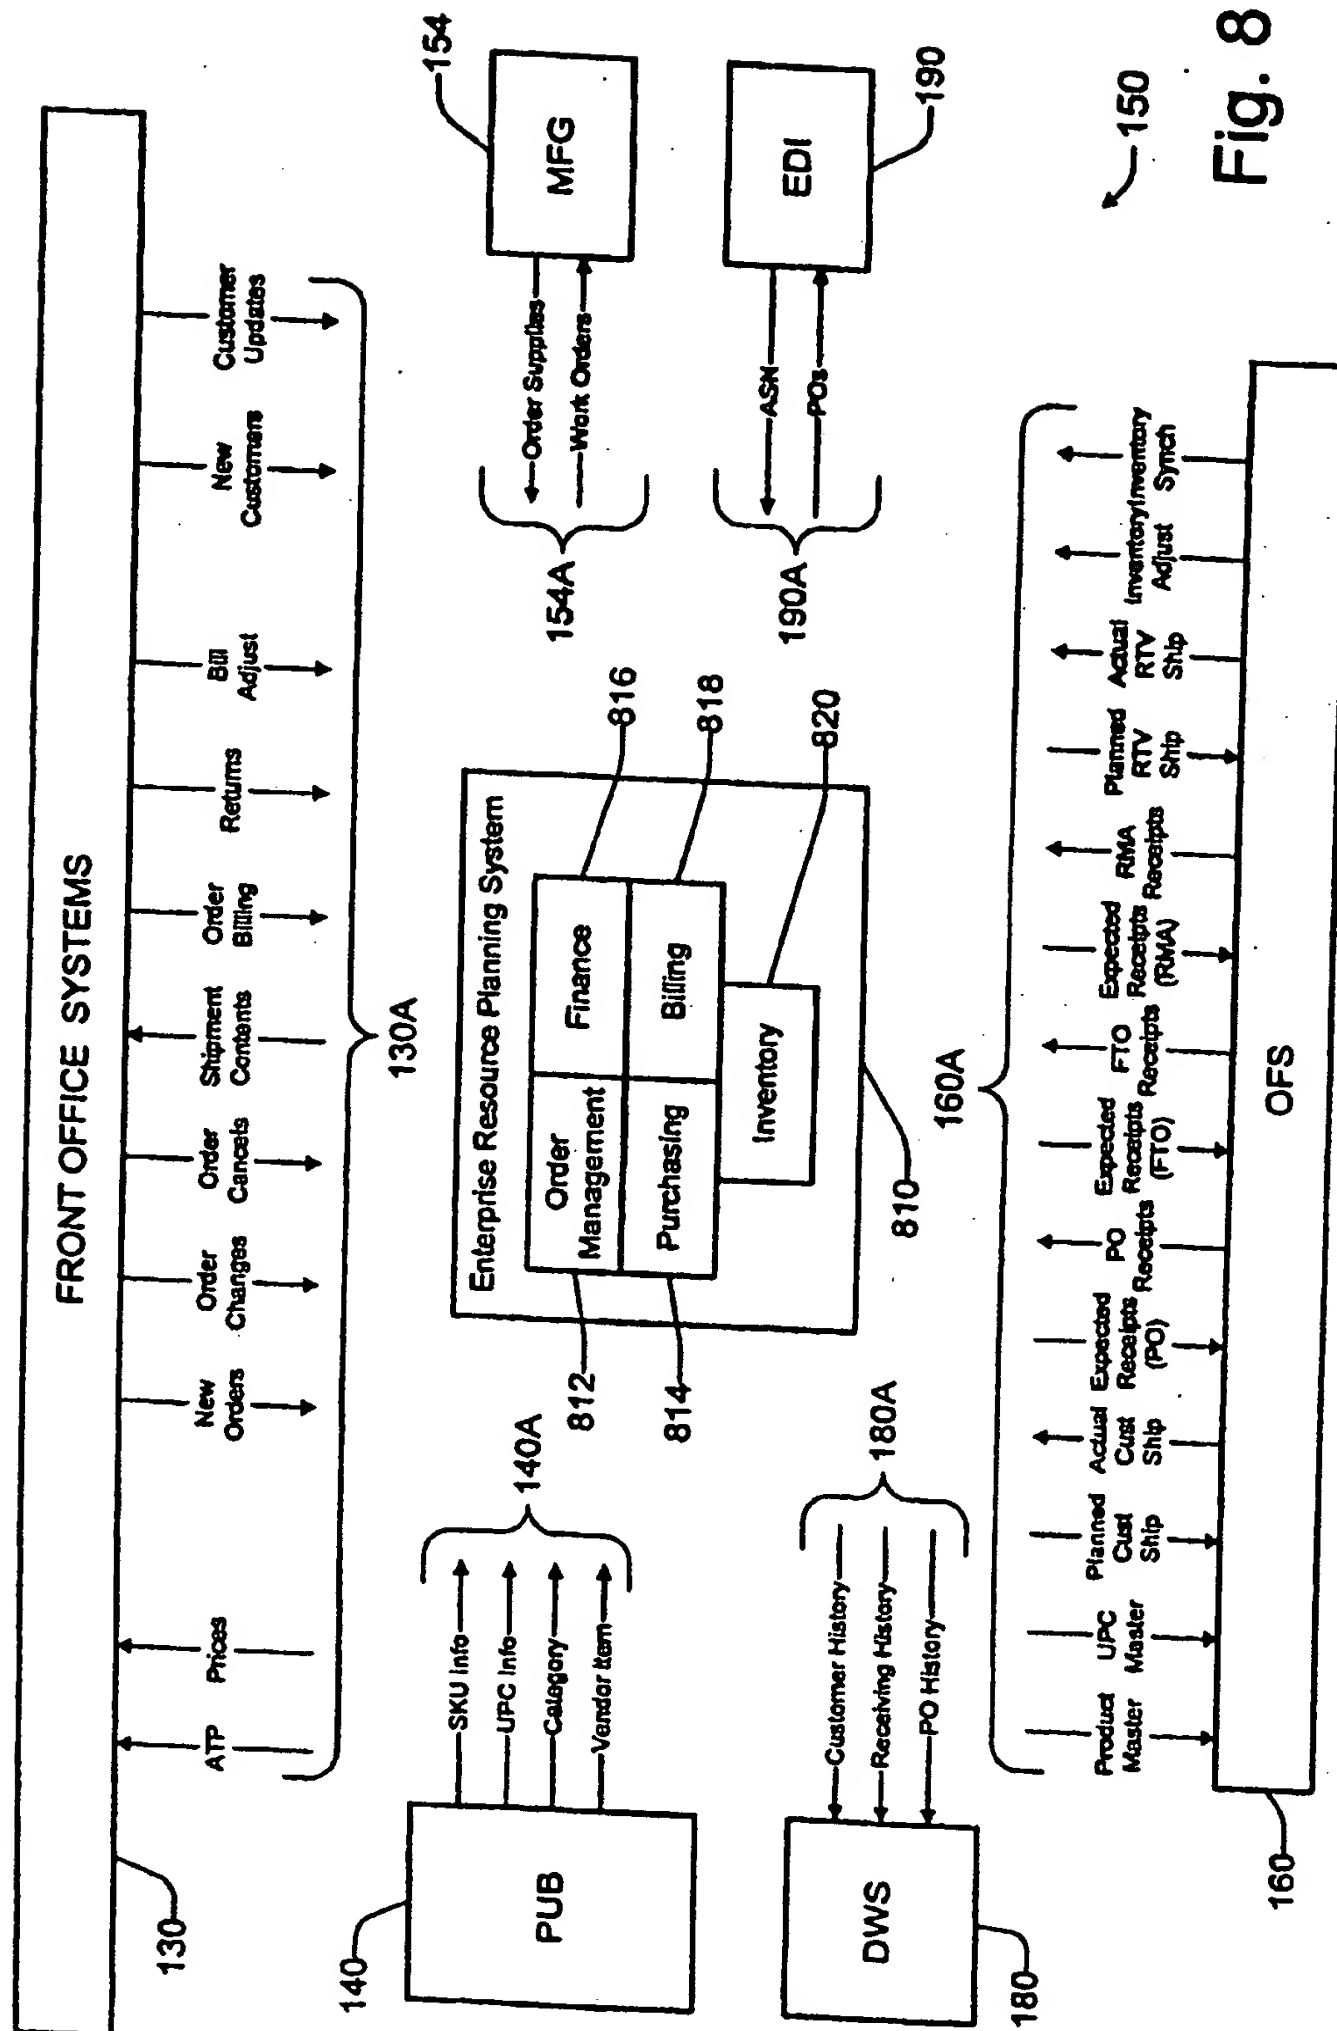 FRONT OFFICE SYSTEMS
130
ATP
Prices
New
Orders
Order
Changes
Order
Cancels
Shipment
Contents
Order
Billing
Returns
Bill
Adjust
New
Customers
Customer
Updates
130A
140
PUB
SKU Info
UPC Info
Category
Vendor Item
140A
Enterprise Resource Planning System
Order
Management
Finance
Purchasing
Billing
Inventory
812
814
816
818
820
810
154
MFG
Order Supplies
Work Orders
154A
190
EDI
ASN
POs
190A
180
DWS
Customer History
Receiving History
PO History
180A
160A
Product
Master
UPC
Master
Planned
Cust
Ship
Actual
Cust
Ship
Expected
Receipts
(PO)
PO
Receipts
Expected
Receipts
(FTO)
FTO
Receipts
Expected
Receipts
(RMA)
RMA
Receipts
Planned
RTV
Ship
Actual
RTV
Ship
Inventory
Adjust
Inventory
Synch
OFS
160
150
Fig. 8